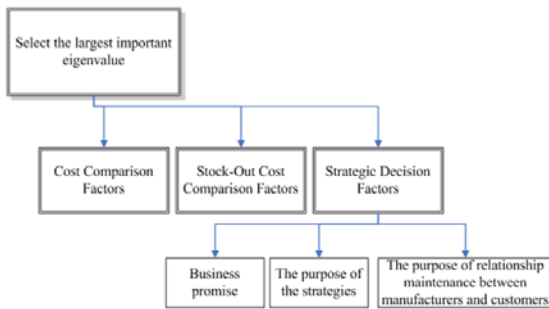 Select the largest important
eigenvalue
Cost Comparison
Factors
Stock-Out Cost
Comparison Factors
Strategic Decision
Factors
Business
promise
The purpose of
the strategies
The purpose of relationship
maintenance between
manufacturers and customers